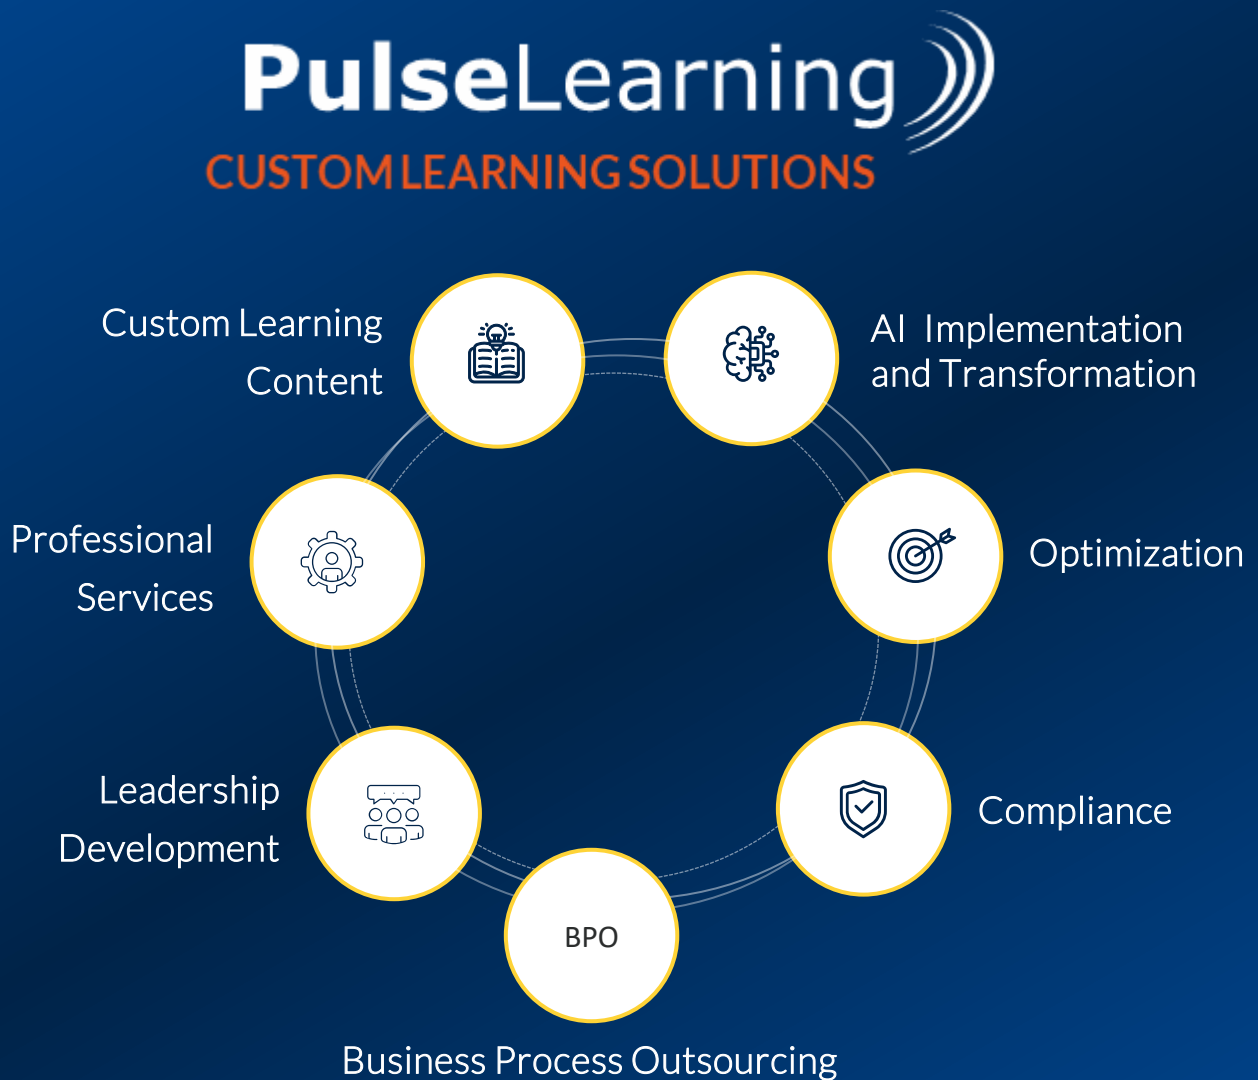 PulseLearning
CUSTOM LEARNING SOLUTIONS
Custom Learning
Content
AI Implementation
and Transformation
Professional
Services
Optimization
Leadership
Development
Compliance
BPO
Business Process Outsourcing